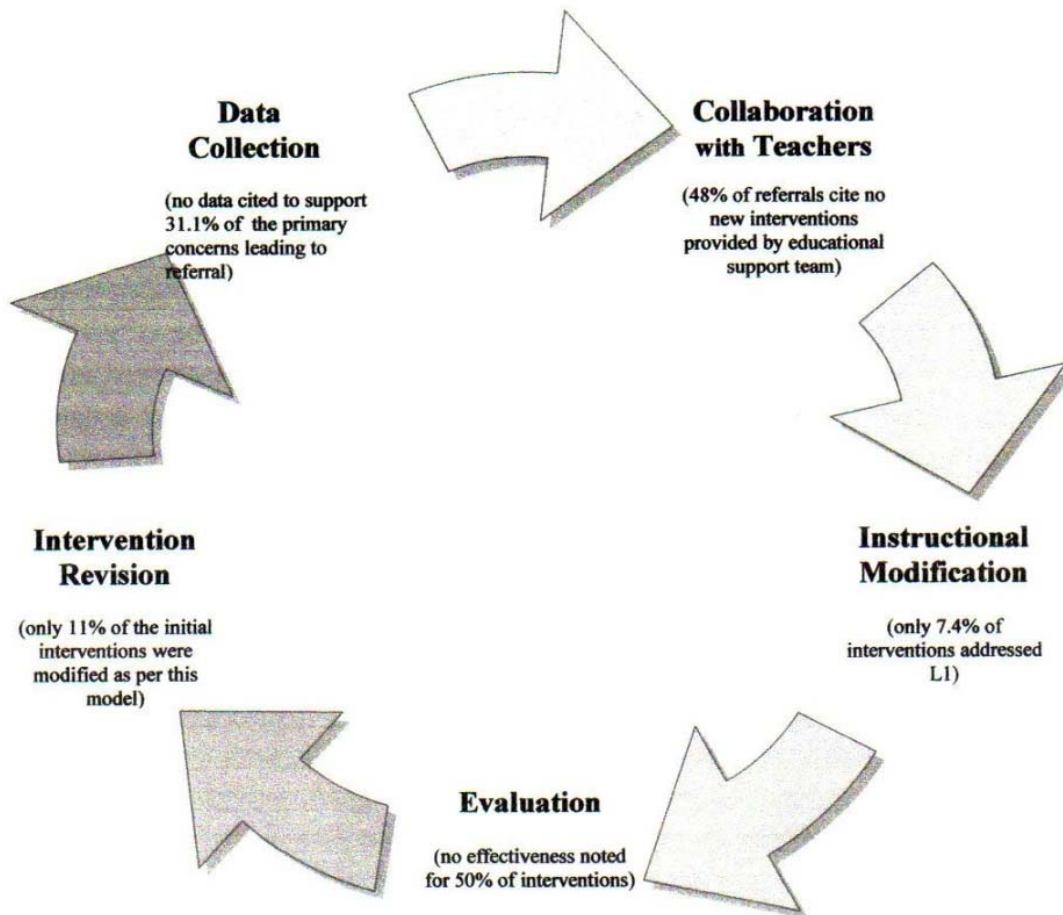 Data
Collection
(no data cited to support
31.1% of the primary
concerns leading to
referral)
Collaboration
with Teachers
(48% of referrals cite no
new interventions
provided by educational
support team)
Instructional
Modification
(only 7.4% of
interventions addressed
L1)
Evaluation
(no effectiveness noted
for 50% of interventions)
Intervention
Revision
(only 11% of the initial
interventions were
modified as per this
model)